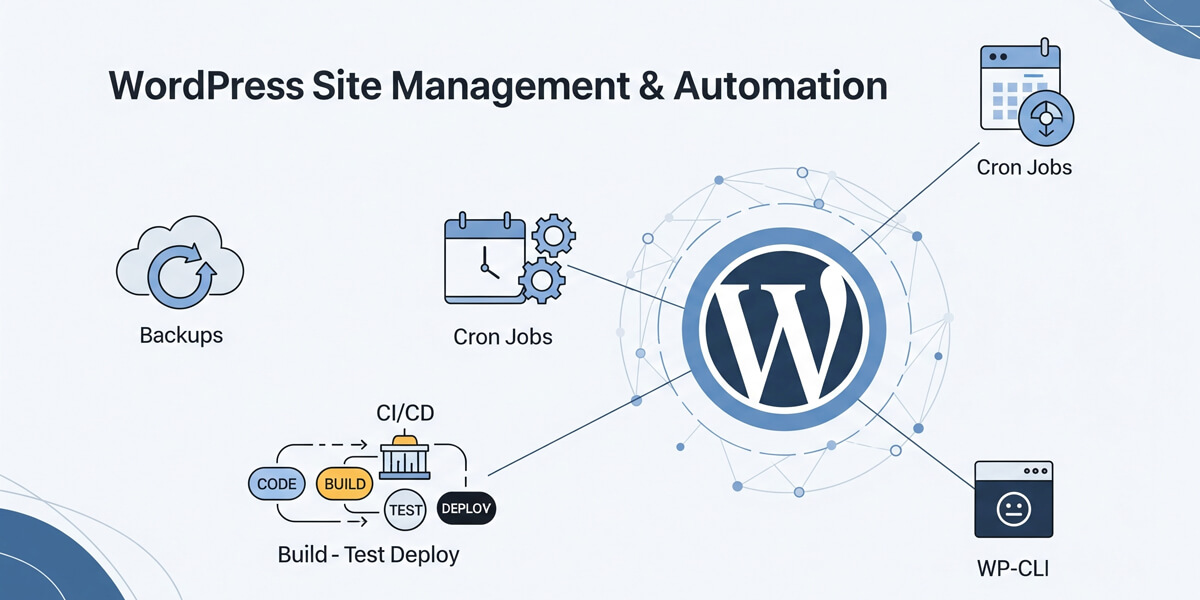 WordPress Site Management & Automation
Cron Jobs
Backups
Cron Jobs
CI/CD
CODE
BUILD
TEST
DEPLOV
Build - Test Deploy
WP-CLI